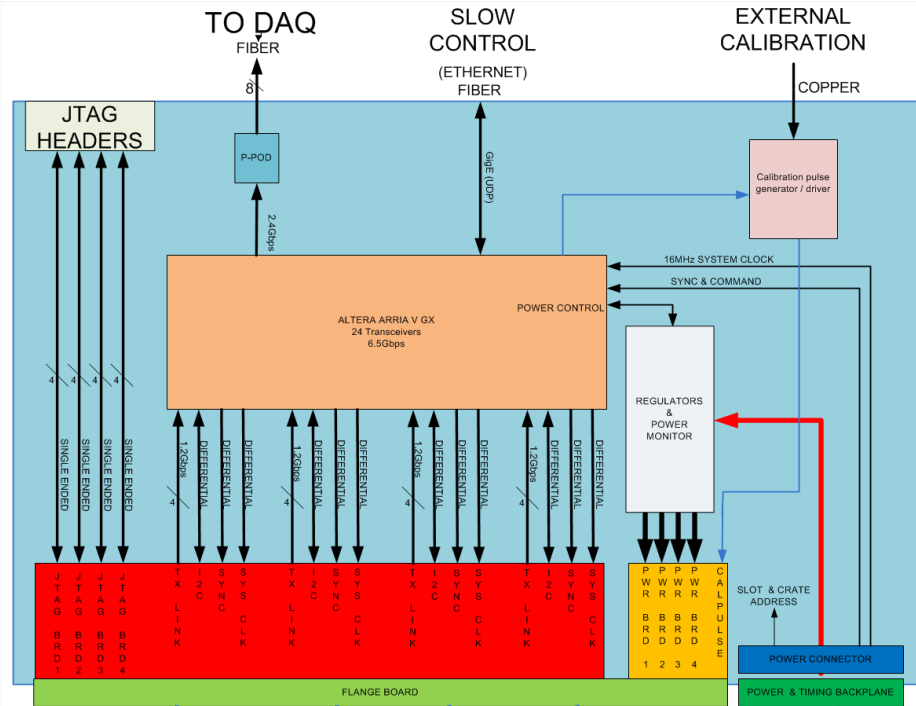 TO DAQ
FIBER
8
SLOW
CONTROL
(ETHERNET)
FIBER
EXTERNAL
CALIBRATION
COPPER
JTAG
HEADERS
P-POD
GigE (UDP)
Calibration pulse
generator / driver
2.4Gbps
16MHz SYSTEM CLOCK
SYNC & COMMAND
POWER CONTROL
ALTERA ARRIA V GX
24 Transceivers
6.5Gbps
REGULATORS
&
POWER
MONITOR
4
4
4
4
SINGLE ENDED
SINGLE ENDED
SINGLE ENDED
SINGLE ENDED
1.2Gbps
4
DIFFERENTIAL
DIFFERENTIAL
DIFFERENTIAL
1.2Gbps
4
DIFFERENTIAL
DIFFERENTIAL
DIFFERENTIAL
1.2Gbps
4
DIFFERENTIAL
DIFFERENTIAL
DIFFERENTIAL
1.2Gbps
4
DIFFERENTIAL
DIFFERENTIAL
DIFFERENTIAL
JTAG BRD1
JTAG BRD2
JTAG BRD3
JTAG BRD4
TX LINK
I2C
SYNC
SYS CLK
TX LINK
I2C
SYNC
SYS CLK
TX LINK
I2C
SYNC
SYS CLK
TX LINK
I2C
SYNC
SYS CLK
PWR BRD 1
PWR BRD 2
PWR BRD 3
PWR BRD 4
CALPULSE
SLOT & CRATE
ADDRESS
POWER CONNECTOR
FLANGE BOARD
POWER & TIMING BACKPLANE